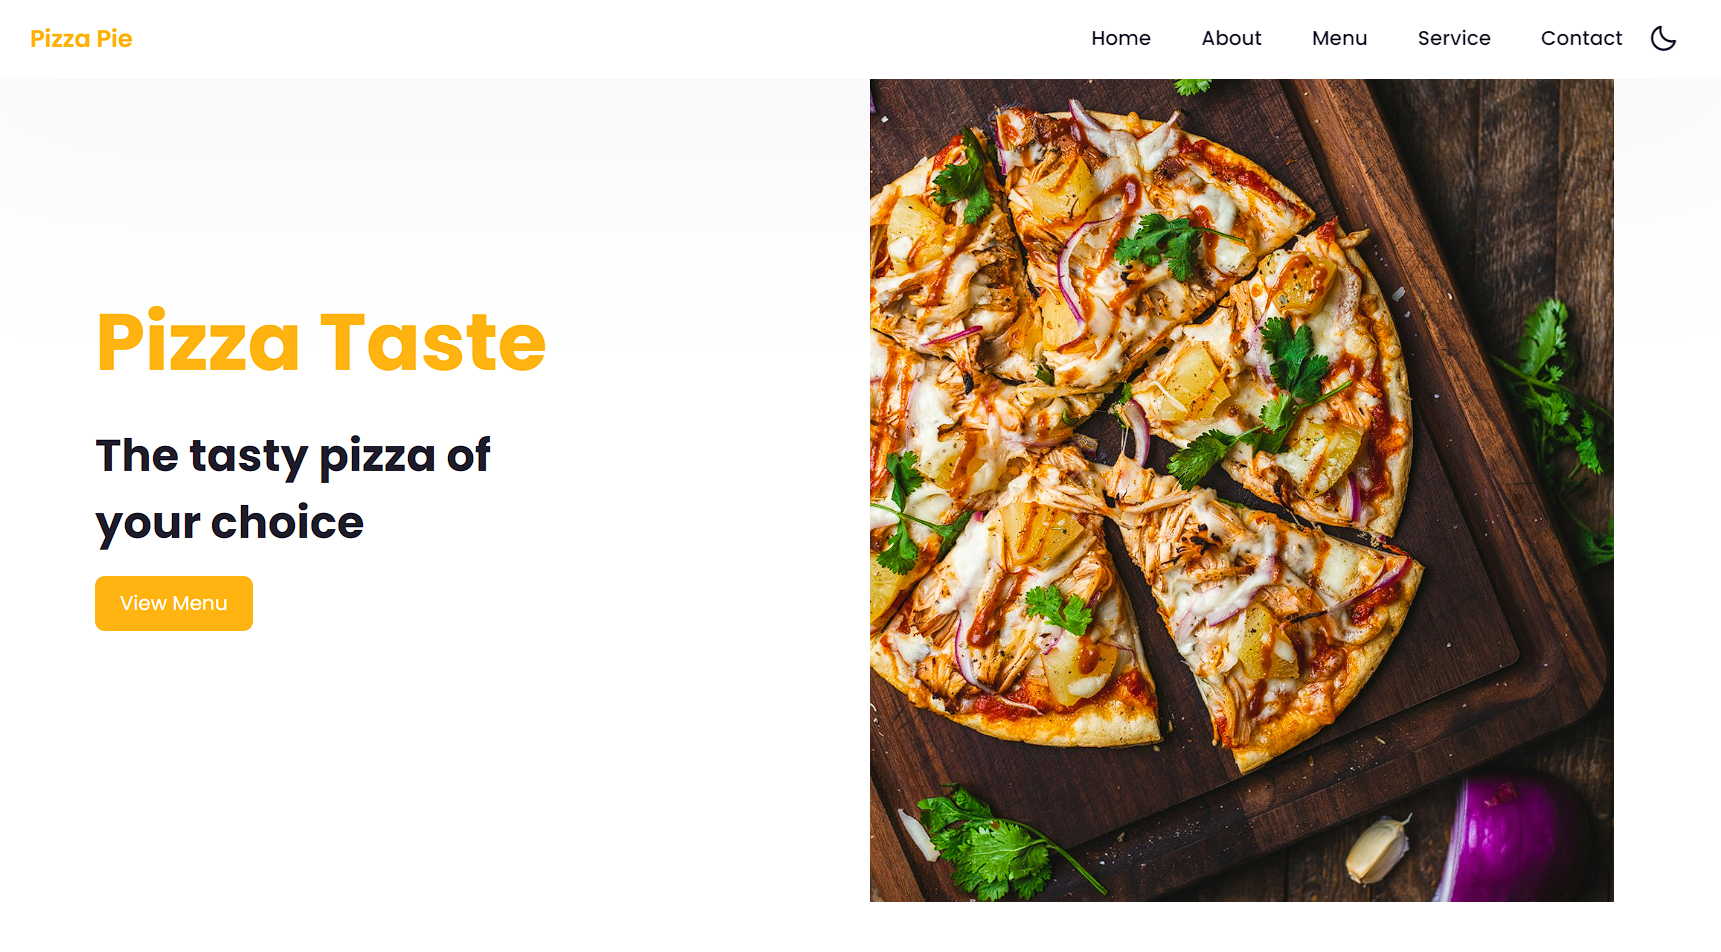 Pizza Pie
Home About Menu Service Contact
Pizza Taste
The tasty pizza of
your choice
View Menu